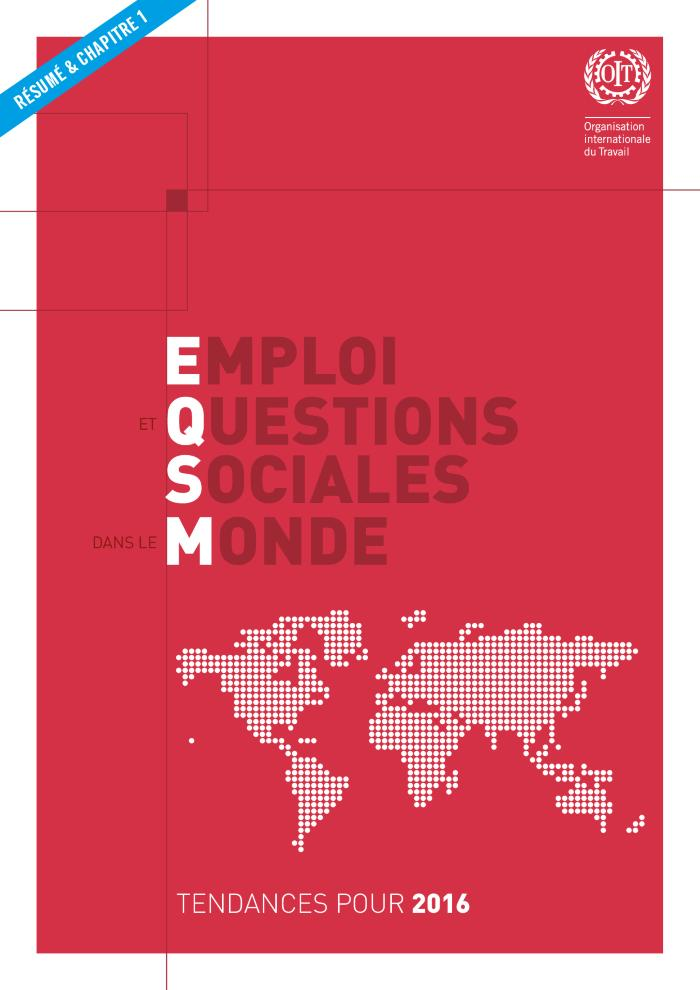 RÉSUMÉ & CHAPITRE 1
OIT
Organisation
internationale
du Travail
EMPLOI
ET QUESTIONS
SOCIALES
DANS LE MONDE
TENDANCES POUR 2016